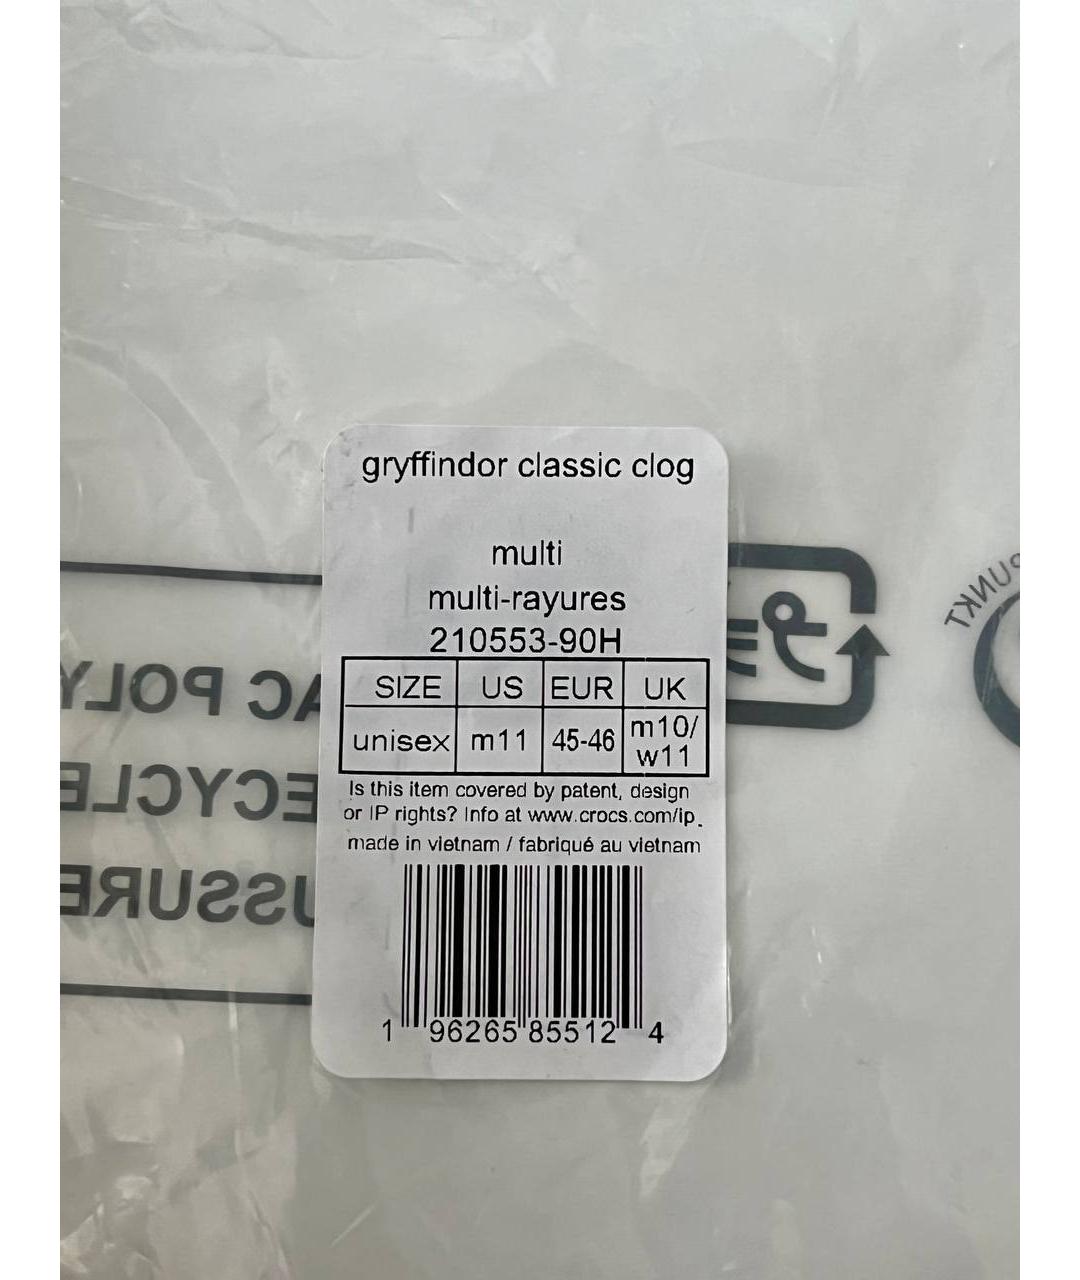 gryffindor classic clog
multi
multi-rayures
210553-90H
SIZE US EUR UK
unisex m11 45-46 m10/
w11
Is this item covered by patent, design
or IP rights? Info at www.crocs.com/ip.
made in vietnam / fabriqué au vietnam
1 96265 85512 4
AC POLY
ECYCLE
USSURE
PUNKT